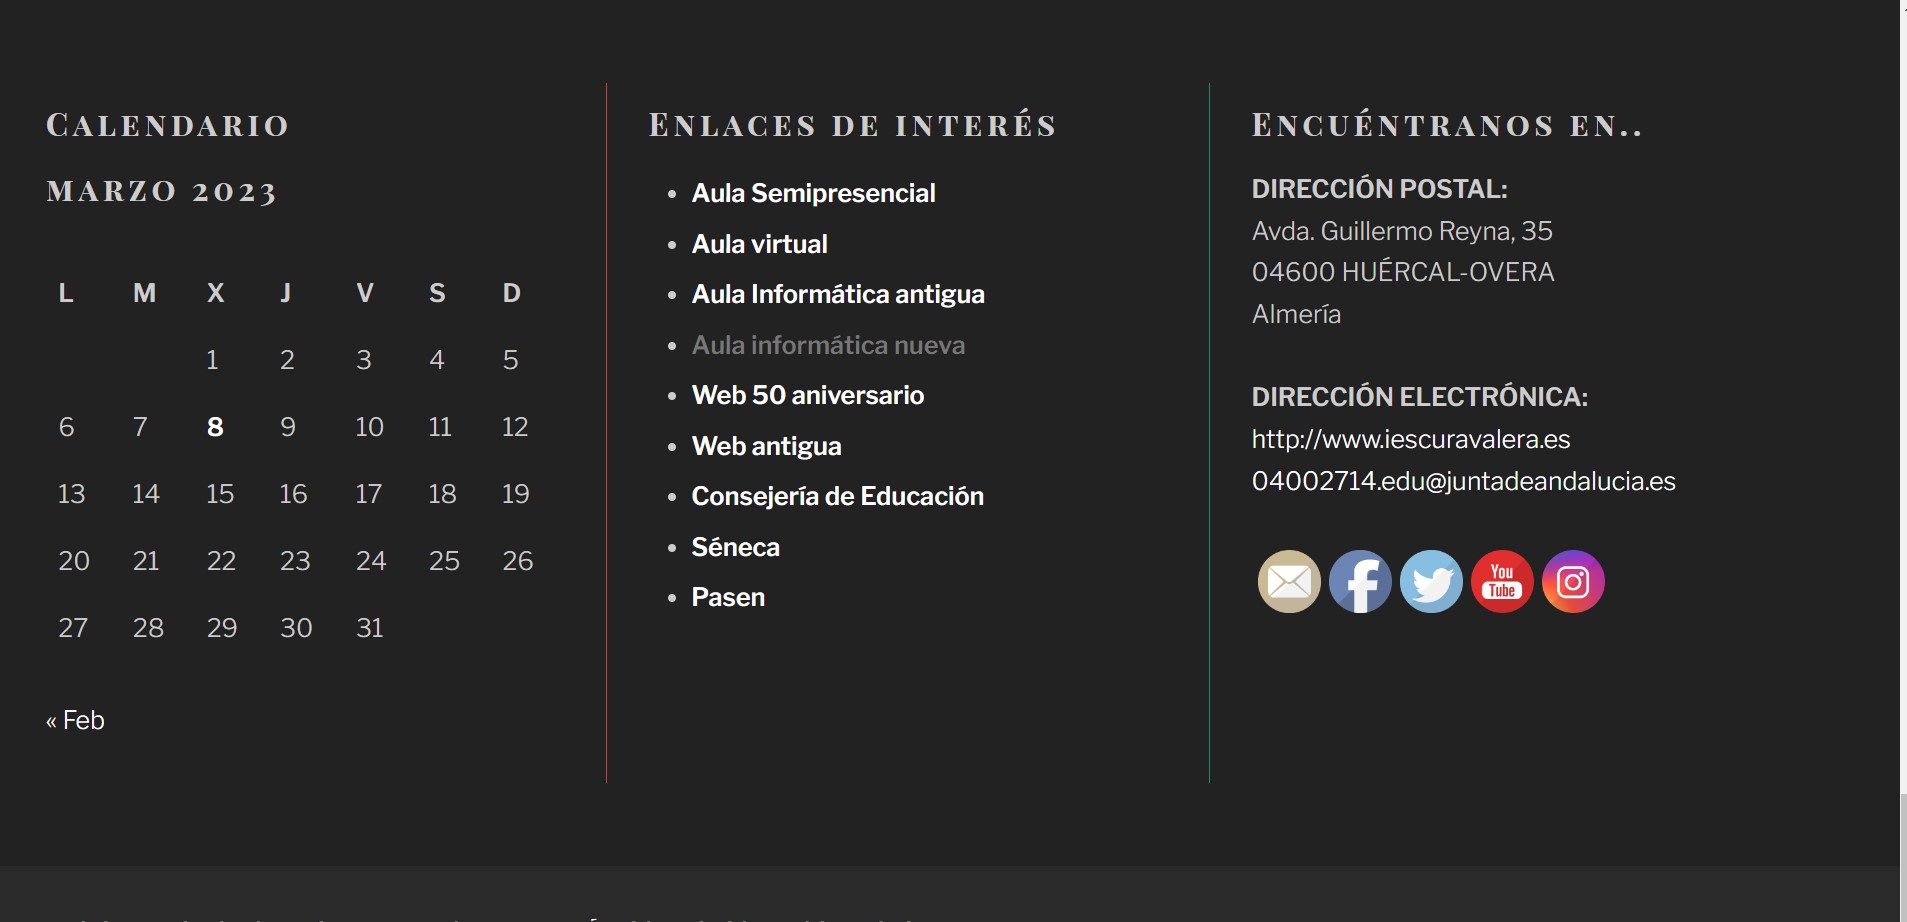 Calendario
MARZO 2023
L M X J V S D
1 2 3 4 5
6 7 8 9 10 11 12
13 14 15 16 17 18 19
20 21 22 23 24 25 26
27 28 29 30 31
« Feb
Enlaces de interés
Aula Semipresencial
Aula virtual
Aula Informática antigua
Aula informática nueva
Web 50 aniversario
Web antigua
Consejería de Educación
Séneca
Pasen
Encuéntranos en..
DIRECCIÓN POSTAL:
Avda. Guillermo Reyna, 35
04600 HUÉRCAL-OVERA
Almería
DIRECCIÓN ELECTRÓNICA:
http://www.iescuravalera.es
04002714.edu@juntadeandalucia.es
You
Tube